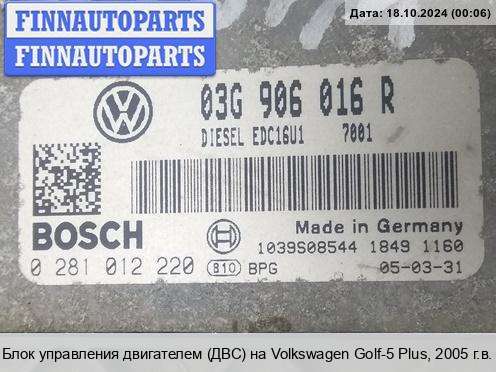 Дата: 18.10.2024 (00:06)
FINNAUTOPARTS
FINNAUTOPARTS
VW
03G 906 016 R
DIESEL EDC16U1 7001
BOSCH
Made in Germany
1039S08544 1849 1160
0 281 012 220 B10 BPG 05-03-31
Блок управления двигателем (ДВС) на Volkswagen Golf-5 Plus, 2005 г.в.